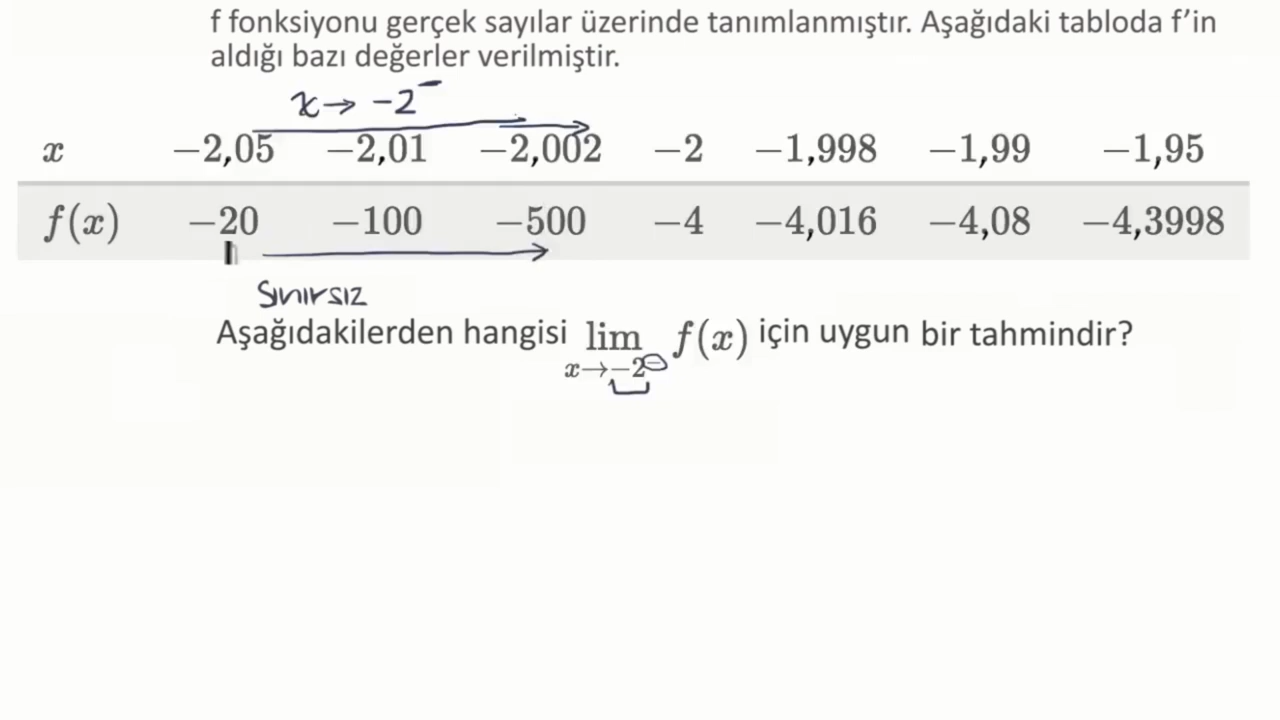 f fonksiyonu gerçek sayılar üzerinde tanımlanmıştır. Aşağıdaki tabloda f’in
aldığı bazı değerler verilmiştir.
x → -2⁻
x −2,05 −2,01 −2,002 −2 −1,998 −1,99 −1,95
f(x) −20 −100 −500 −4 −4,016 −4,08 −4,3998
Sınırsız
Aşağıdakilerden hangisi lim f(x) için uygun bir tahmindir?
x→−2⁻